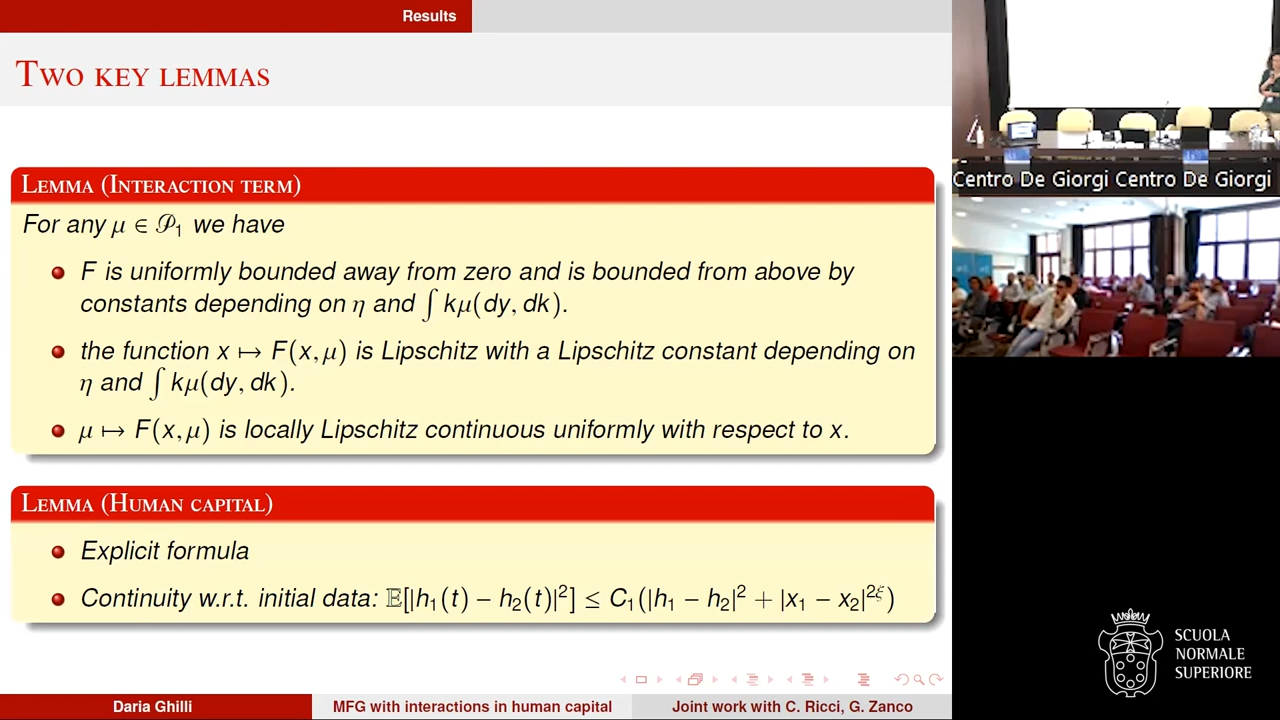 Results
Two key lemmas
Lemma (Interaction term)
For any μ ∈ 𝒫₁ we have
F is uniformly bounded away from zero and is bounded from above by
constants depending on η and ∫ kμ(dy, dk).
the function x ↦ F(x, μ) is Lipschitz with a Lipschitz constant depending on
η and ∫ kμ(dy, dk).
μ ↦ F(x, μ) is locally Lipschitz continuous uniformly with respect to x.
Lemma (Human capital)
Explicit formula
Continuity w.r.t. initial data: 𝔼[|h₁(t) − h₂(t)|²] ≤ C₁(|h₁ − h₂|² + |x₁ − x₂|²ξ)
Daria Ghilli
MFG with interactions in human capital
Joint work with C. Ricci, G. Zanco
Centro De Giorgi Centro De Giorgi
SCUOLA
NORMALE
SUPERIORE